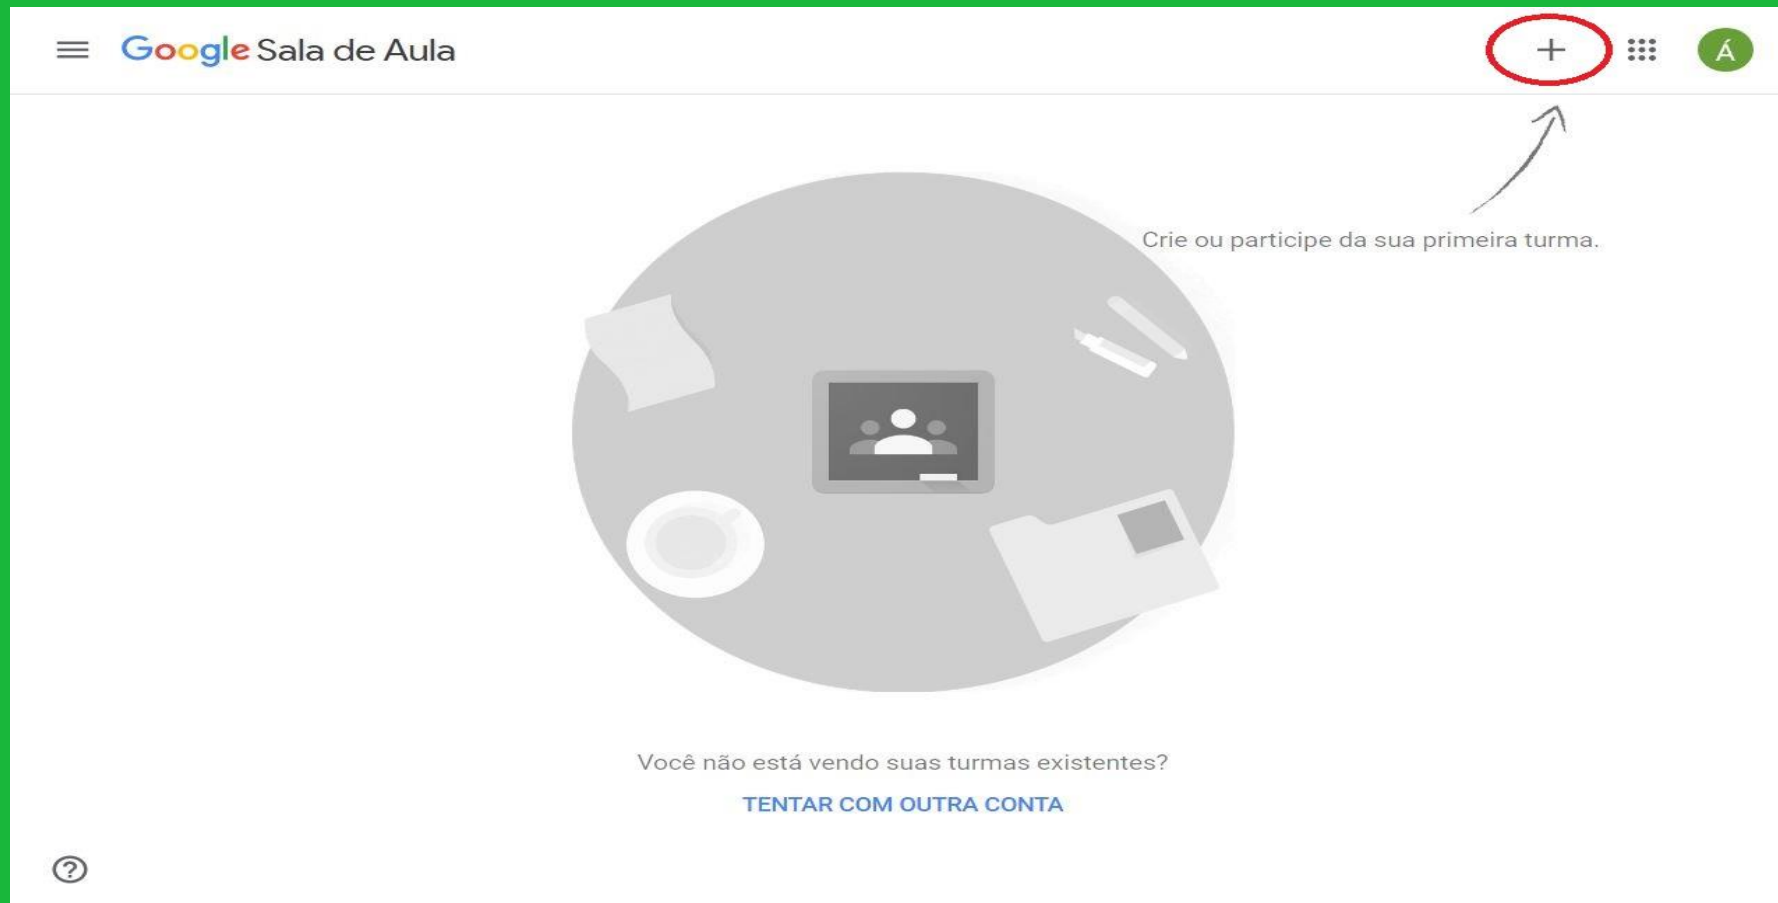 Google Sala de Aula
Á
Crie ou participe da sua primeira turma.
Você não está vendo suas turmas existentes?
TENTAR COM OUTRA CONTA
?